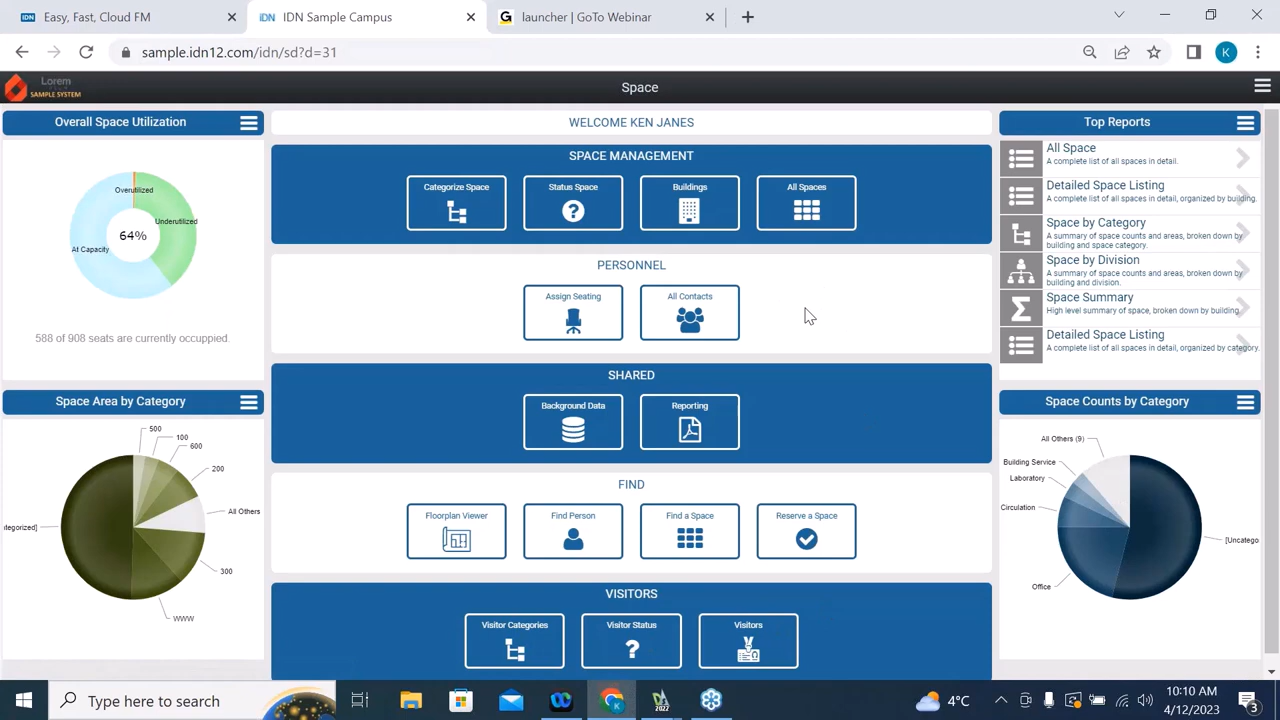 Easy, Fast, Cloud FM
IDN Sample Campus
launcher | GoTo Webinar
sample.idn12.com/idn/sd?d=31
K
Lorem
SAMPLE SYSTEM
Space
Overall Space Utilization
Overutilized
Underutilized
At Capacity
64%
588 of 908 seats are currently occuppied.
Space Area by Category
500
100
600
200
All Others
300
WWW
tegorized]
WELCOME KEN JANES
SPACE MANAGEMENT
Categorize Space
Status Space
Buildings
All Spaces
PERSONNEL
Assign Seating
All Contacts
SHARED
Background Data
Reporting
FIND
Floorplan Viewer
Find Person
Find a Space
Reserve a Space
VISITORS
Visitor Categories
Visitor Status
Visitors
Top Reports
All Space
A complete list of all spaces in detail.
Detailed Space Listing
A complete list of all spaces in detail, organized by building.
Space by Category
A summary of space counts and areas, broken down by
building and space category.
Space by Division
A summary of space counts and areas, broken down by
building and division.
Space Summary
High level summary of space, broken down by building.
Detailed Space Listing
A complete list of all spaces in detail, organized by category.
Space Counts by Category
All Others (9)
Building Service
Laboratory
Circulation
Office
[Uncatego
Type here to search
2022
4°C
10:10 AM
4/12/2023
3